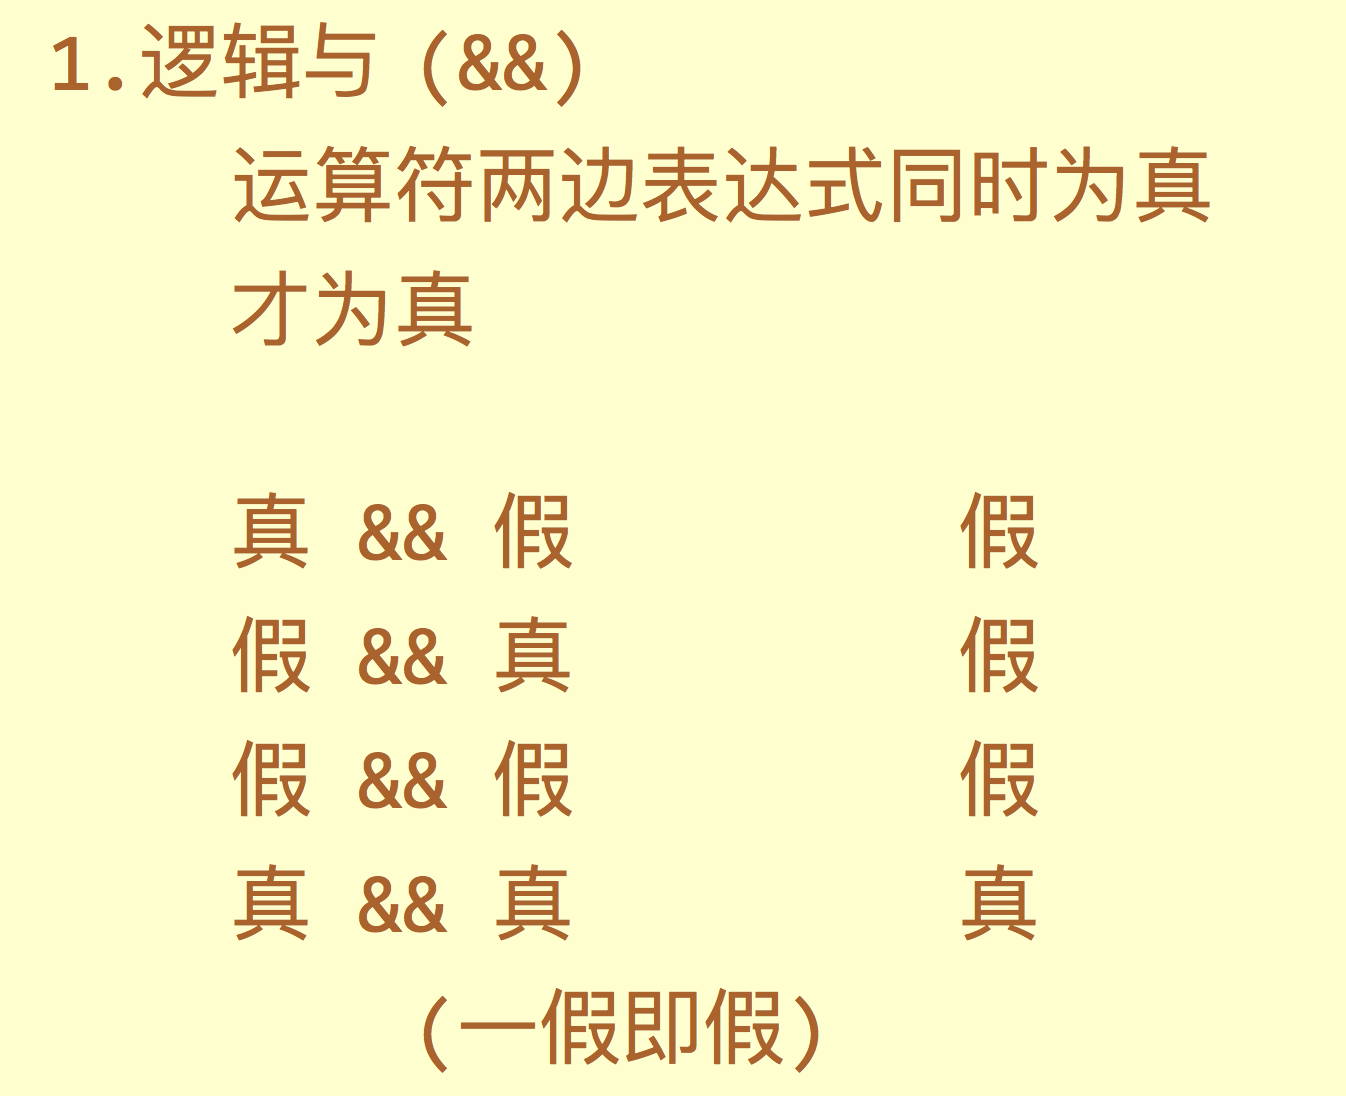 1.逻辑与（&&）
运算符两边表达式同时为真
才为真
真 && 假 假
假 && 真 假
假 && 假 假
真 && 真 真
（一假即假）